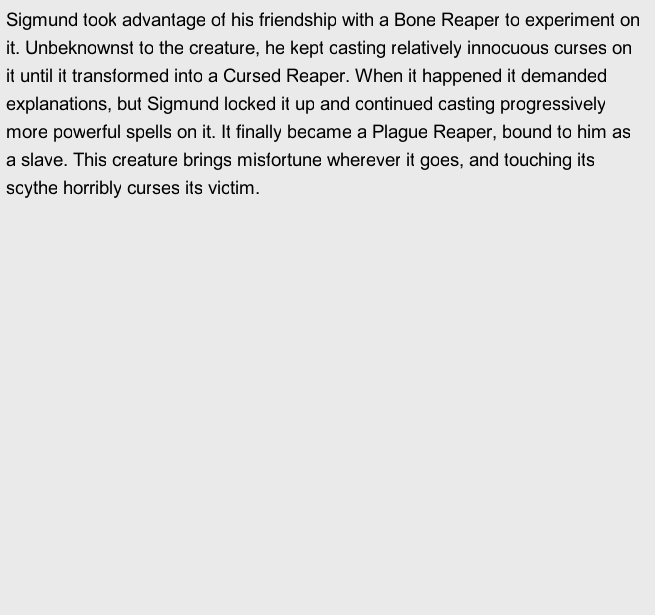 Sigmund took advantage of his friendship with a Bone Reaper to experiment on
it. Unbeknownst to the creature, he kept casting relatively innocuous curses on
it until it transformed into a Cursed Reaper. When it happened it demanded
explanations, but Sigmund locked it up and continued casting progressively
more powerful spells on it. It finally became a Plague Reaper, bound to him as
a slave. This creature brings misfortune wherever it goes, and touching its
scythe horribly curses its victim.